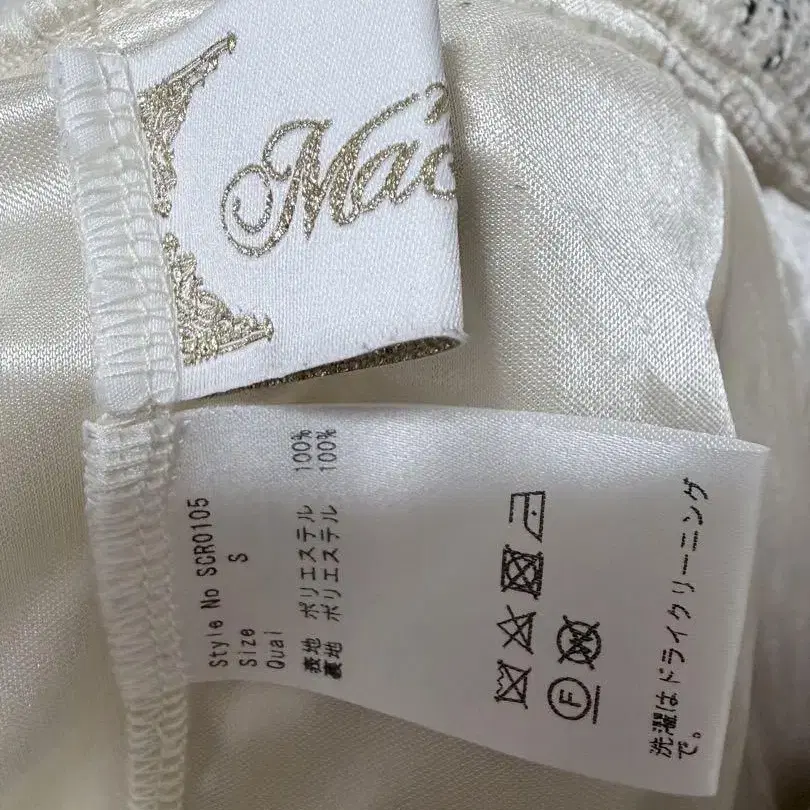 Mac
Style No SCR0105
Size S
Qual
表地 ポリエステル 100%
裏地 ポリエステル 100%
F W
洗濯はドライクリーニング
で。